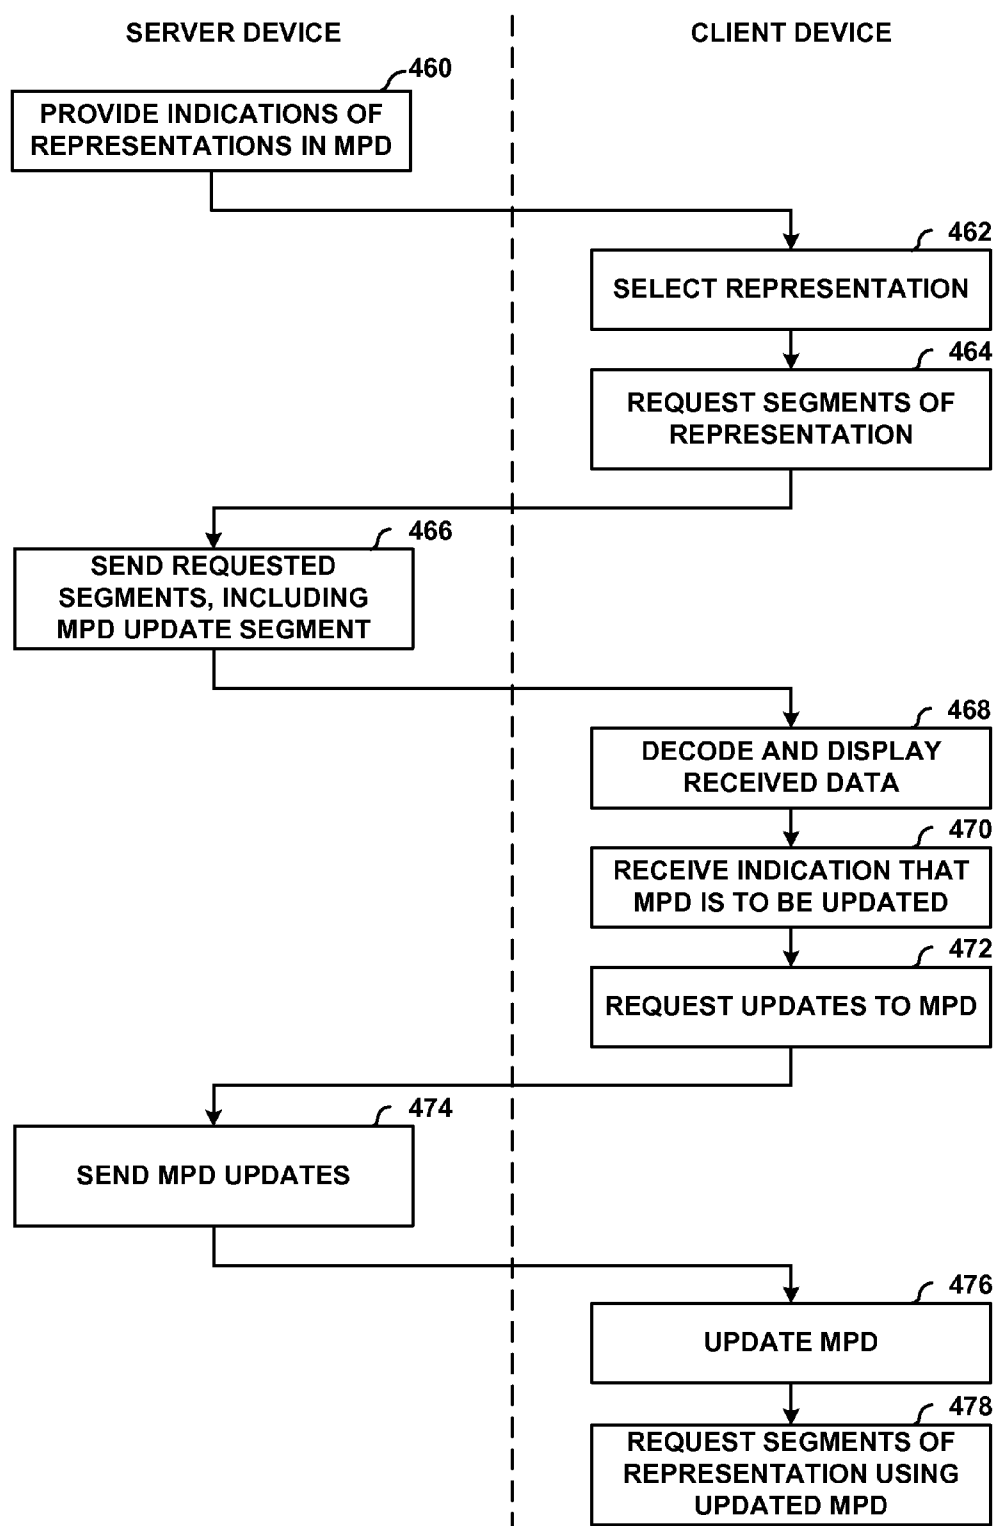 SERVER DEVICE
CLIENT DEVICE
460
PROVIDE INDICATIONS OF
REPRESENTATIONS IN MPD
462
SELECT REPRESENTATION
464
REQUEST SEGMENTS OF
REPRESENTATION
466
SEND REQUESTED
SEGMENTS, INCLUDING
MPD UPDATE SEGMENT
468
DECODE AND DISPLAY
RECEIVED DATA
470
RECEIVE INDICATION THAT
MPD IS TO BE UPDATED
472
REQUEST UPDATES TO MPD
474
SEND MPD UPDATES
476
UPDATE MPD
478
REQUEST SEGMENTS OF
REPRESENTATION USING
UPDATED MPD